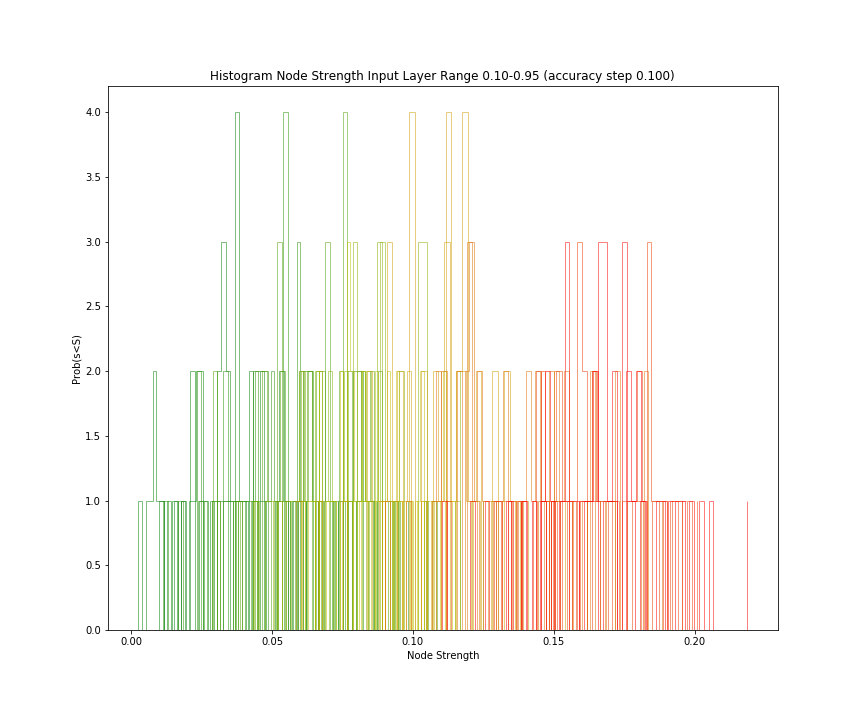 Histogram Node Strength Input Layer Range 0.10-0.95 (accuracy step 0.100)
4.0
3.5
3.0
2.5
2.0
1.5
1.0
0.5
0.0
Prob(s<S)
0.00 0.05 0.10 0.15 0.20
Node Strength